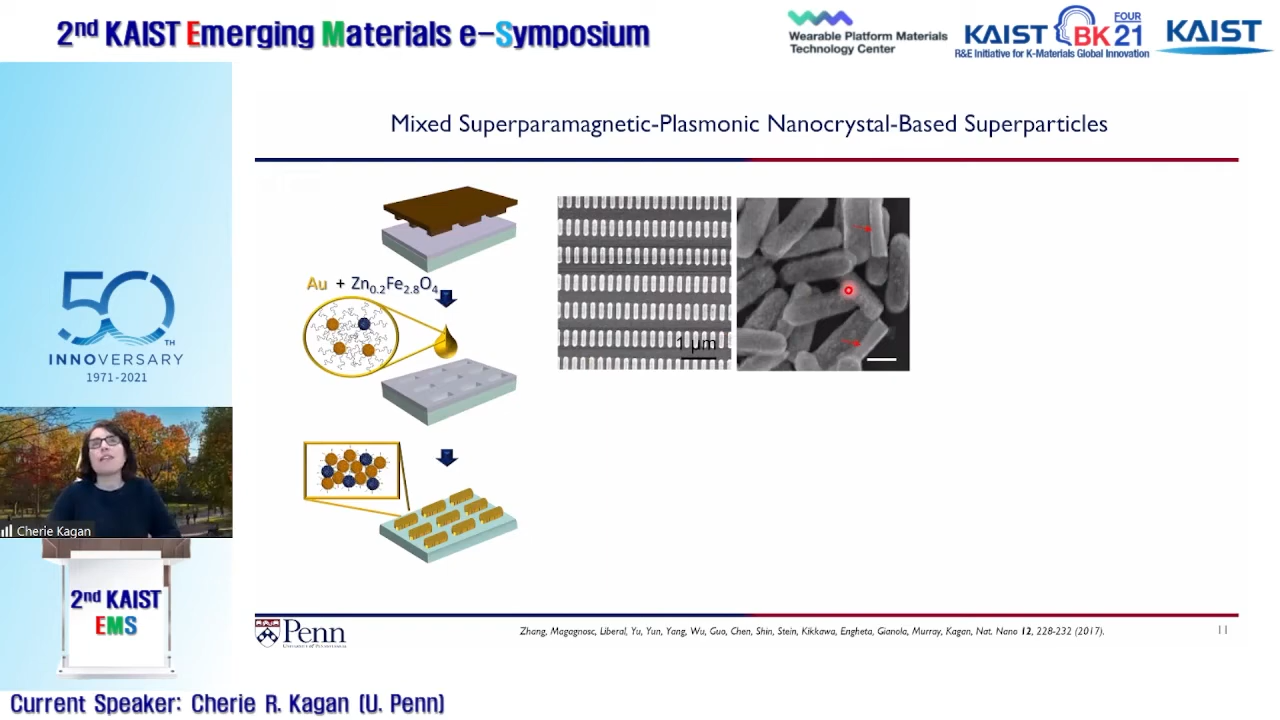 2nd KAIST Emerging Materials e-Symposium
Wearable Platform Materials
Technology Center
KAIST BK21 FOUR
R&E Initiative for K-Materials Global Innovation
KAIST
Mixed Superparamagnetic-Plasmonic Nanocrystal-Based Superparticles
Au + Zn0.2Fe2.8O4
1 μm
50 TH
INNOVERSARY
1971-2021
Cherie Kagan
2nd KAIST
EMS
Penn
UNIVERSITY OF PENNSYLVANIA
Zhang, Magagnosc, Liberal, Yu, Yun, Yang, Wu, Guo, Chen, Shin, Stein, Kikkawa, Engheta, Gianola, Murray, Kagan, Nat. Nano 12, 228-232 (2017).
11
Current Speaker: Cherie R. Kagan (U. Penn)